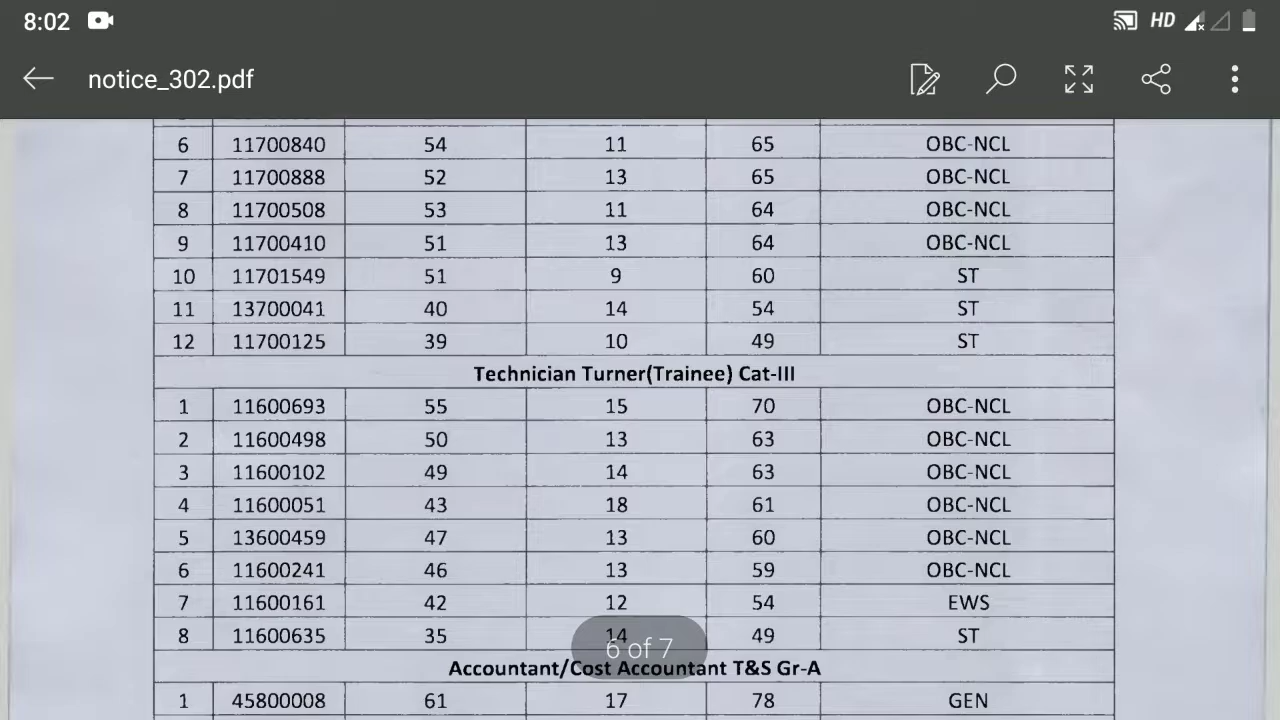 8:02 HD
notice_302.pdf
6 11700840 54 11 65 OBC-NCL
7 11700888 52 13 65 OBC-NCL
8 11700508 53 11 64 OBC-NCL
9 11700410 51 13 64 OBC-NCL
10 11701549 51 9 60 ST
11 13700041 40 14 54 ST
12 11700125 39 10 49 ST
Technician Turner(Trainee) Cat-III
1 11600693 55 15 70 OBC-NCL
2 11600498 50 13 63 OBC-NCL
3 11600102 49 14 63 OBC-NCL
4 11600051 43 18 61 OBC-NCL
5 13600459 47 13 60 OBC-NCL
6 11600241 46 13 59 OBC-NCL
7 11600161 42 12 54 EWS
8 11600635 35 14 49 ST
6 of 7
Accountant/Cost Accountant T&S Gr-A
1 45800008 61 17 78 GEN